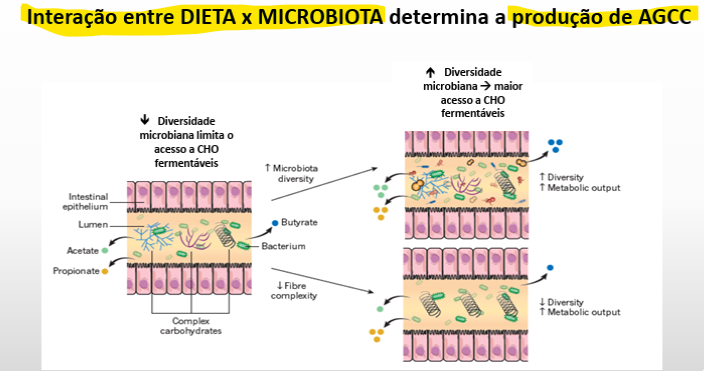 Interação entre DIETA x MICROBIOTA determina a produção de AGCC
↓ Diversidade
microbiana limita o
acesso a CHO
fermentáveis
↑ Diversidade
microbiana → maior
acesso a CHO
fermentáveis
Intestinal
epithelium
Lumen
Acetate
Propionate
Butyrate
Bacterium
Complex
carbohydrates
↑ Microbiota
diversity
↓ Fibre
complexity
↑ Diversity
↑ Metabolic output
↓ Diversity
↑ Metabolic output